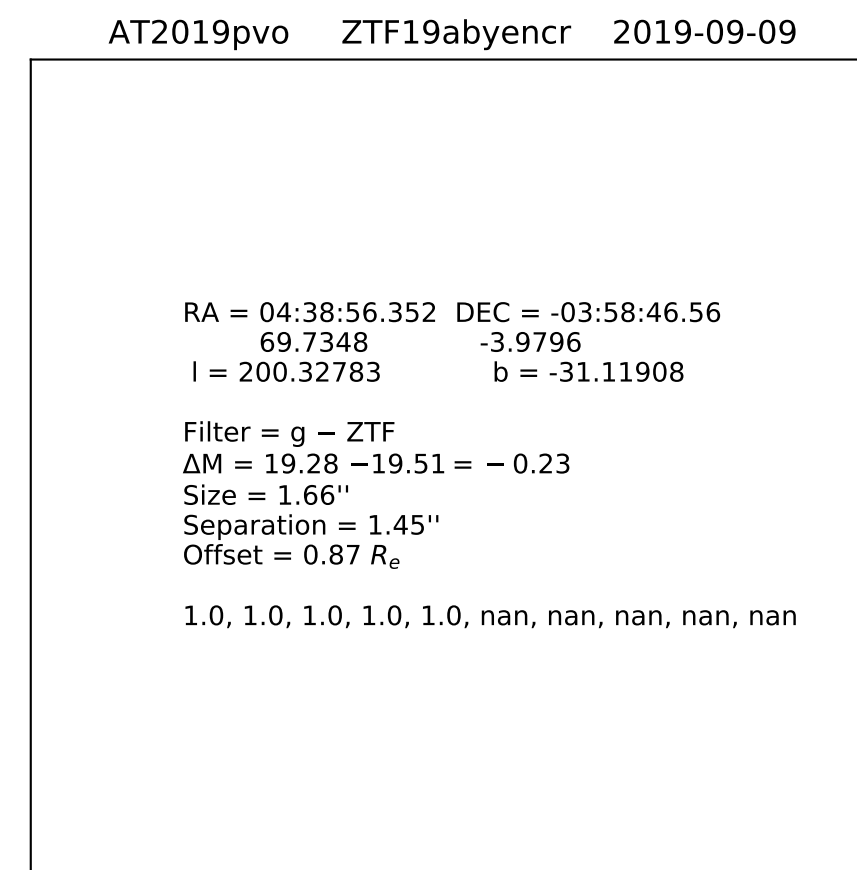 AT2019pvo ZTF19abyencr 2019-09-09
RA = 04:38:56.352 DEC = -03:58:46.56
69.7348 -3.9796
l = 200.32783 b = -31.11908
Filter = g − ZTF
ΔM = 19.28 −19.51 = − 0.23
Size = 1.66''
Separation = 1.45''
Offset = 0.87 Rₑ
1.0, 1.0, 1.0, 1.0, 1.0, nan, nan, nan, nan, nan